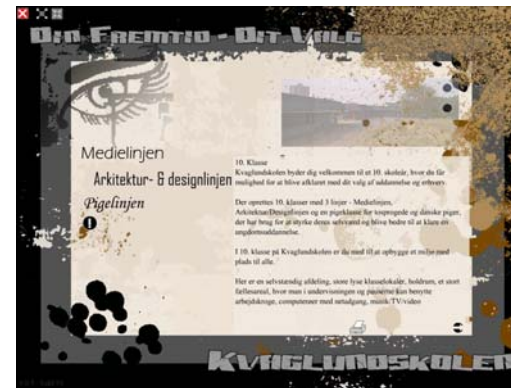 Din Fremtid - Dit Valg
Medielinjen
Arkitektur- & designlinjen
Pigelinjen
10. Klasse
Kvaglundskolen byder dig velkommen til et 10. skoleår, hvor du får
mulighed for at blive afklaret med dit valg af uddannelse og erhverv.
Der oprettes 10. klasser med 3 linjer - Medielinjen,
Arkitektur/Designlinjen og en pigeklasse for tosprogede og danske piger,
der har brug for at styrke deres selvværd og blive bedre til at klare en
ungdomsuddannelse.
I 10. klasse på Kvaglundskolen er du med til at opbygge et miljø med
plads til alle.
Her er en selvstændig afdeling, store lyse klasselokaler, holdrum, et stort
fællesareal, hvor man i undervisningen og pauserne kan benytte
arbejdskroge, computeraer med netadgang, musik/TV/video
Kvaglundskolen